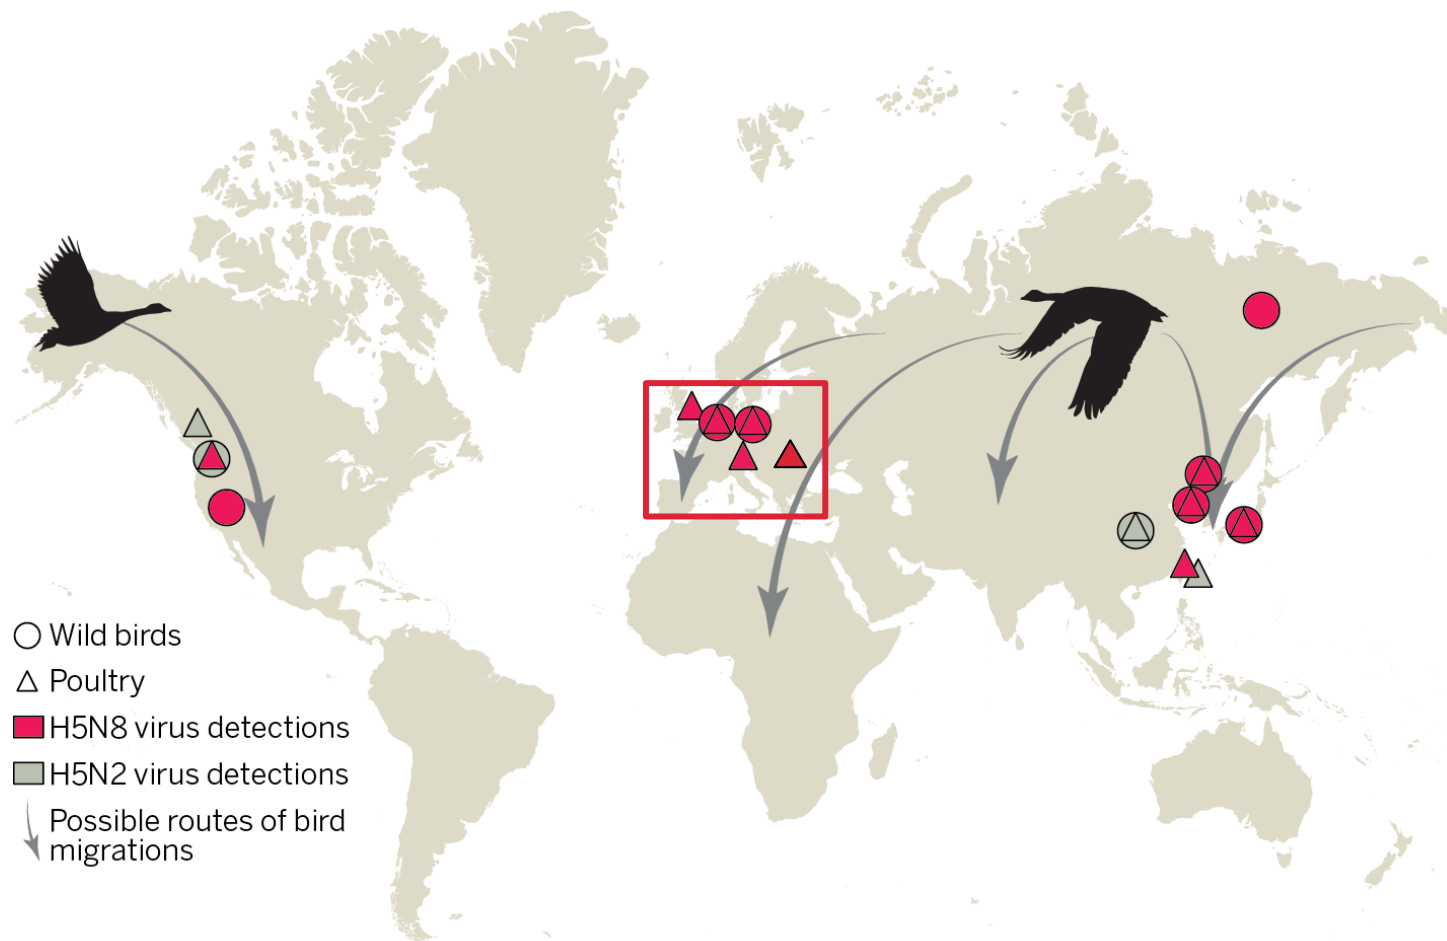 Wild birds
Poultry
H5N8 virus detections
H5N2 virus detections
Possible routes of bird
migrations